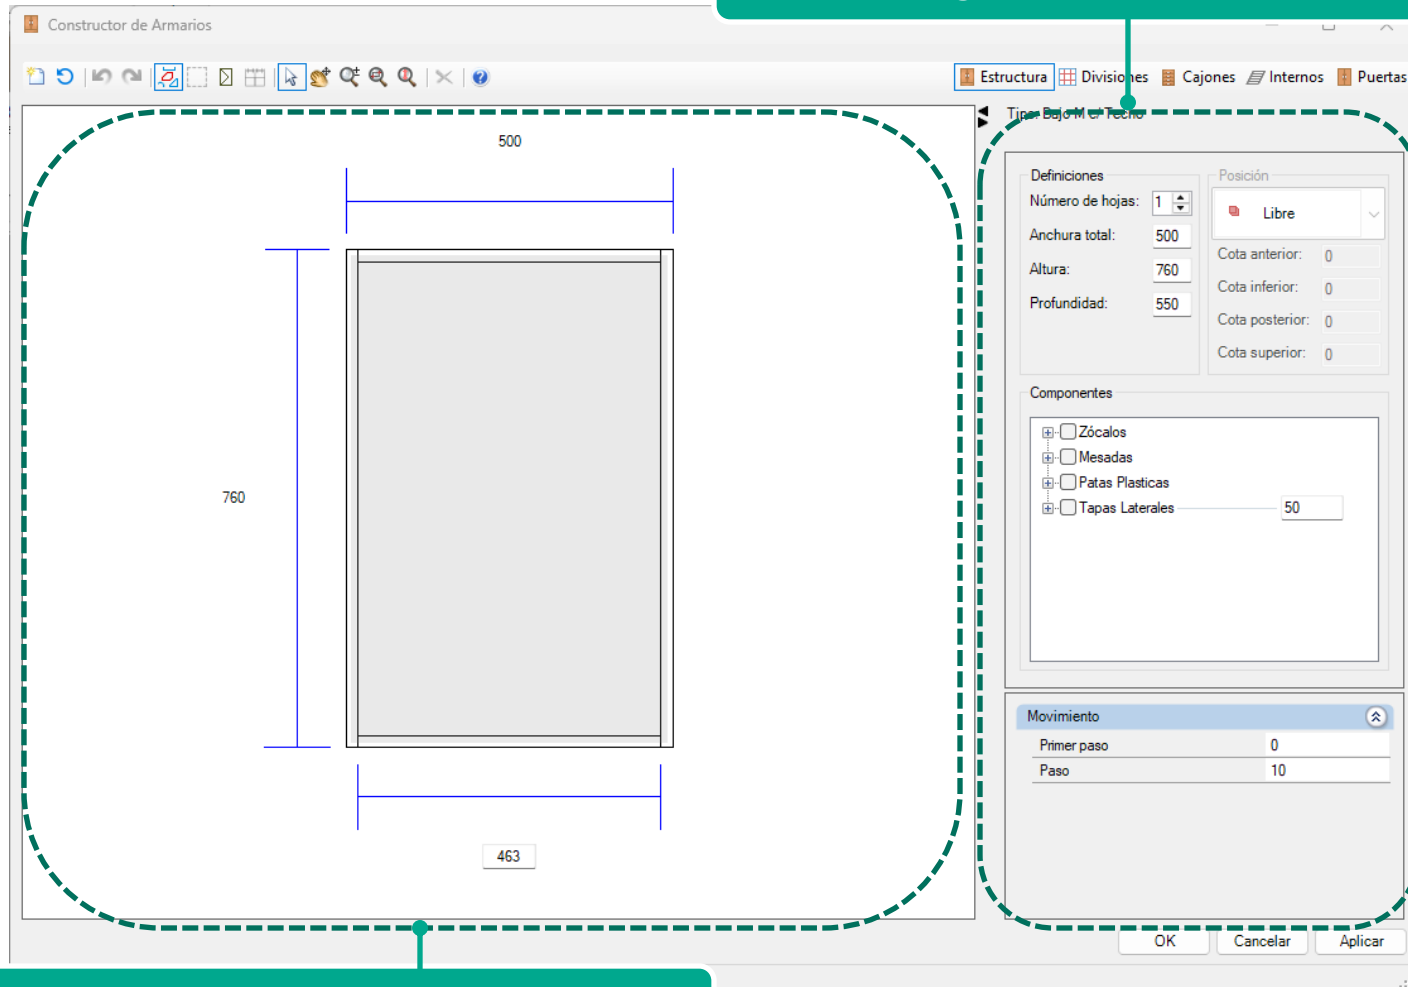 Constructor de Armarios
Estructura Divisiones Cajones Internos Puertas
Tipo: Bajo M c/ Techo
500
760
463
Definiciones
Número de hojas: 1
Anchura total: 500
Altura: 760
Profundidad: 550
Posición
Libre
Cota anterior: 0
Cota inferior: 0
Cota posterior: 0
Cota superior: 0
Componentes
Zócalos
Mesadas
Patas Plasticas
Tapas Laterales 50
Movimiento
Primer paso 0
Paso 10
OK Cancelar Aplicar